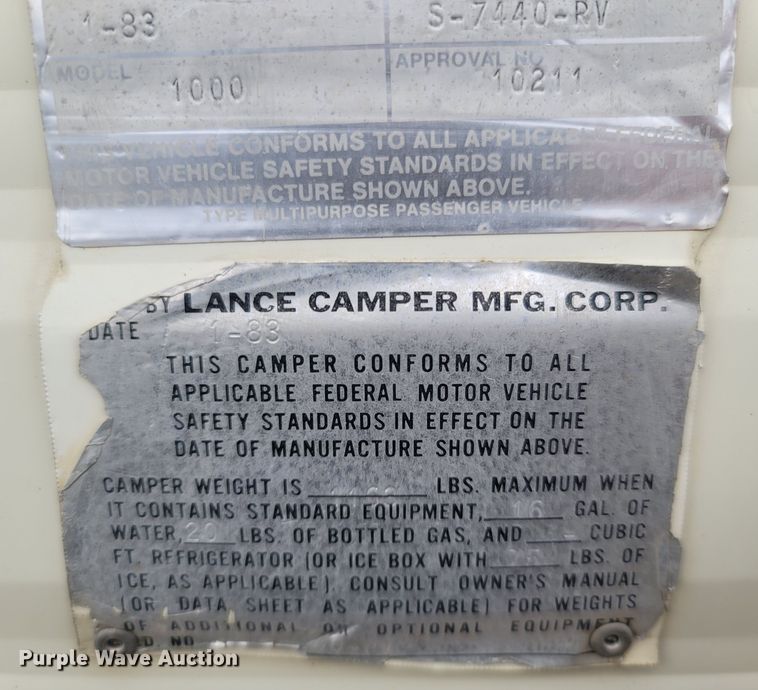 1-83 S-7440-RV
MODEL 1000 APPROVAL NO 10211
VEHICLE CONFORMS TO ALL APPLICABLE FEDERAL
MOTOR VEHICLE SAFETY STANDARDS IN EFFECT ON THE
DATE OF MANUFACTURE SHOWN ABOVE.
TYPE MULTIPURPOSE PASSENGER VEHICLE
BY LANCE CAMPER MFG. CORP.
DATE 1-83
THIS CAMPER CONFORMS TO ALL
APPLICABLE FEDERAL MOTOR VEHICLE
SAFETY STANDARDS IN EFFECT ON THE
DATE OF MANUFACTURE SHOWN ABOVE.
CAMPER WEIGHT IS LBS. MAXIMUM WHEN
IT CONTAINS STANDARD EQUIPMENT, 16 GAL. OF
WATER, 20 LBS. OF BOTTLED GAS, AND CUBIC
FT. REFRIGERATOR (OR ICE BOX WITH LBS. OF
ICE, AS APPLICABLE). CONSULT OWNER'S MANUAL
(OR DATA SHEET AS APPLICABLE) FOR WEIGHTS
OF ADDITIONAL OR OPTIONAL EQUIPMENT
NO
Purple Wave Auction